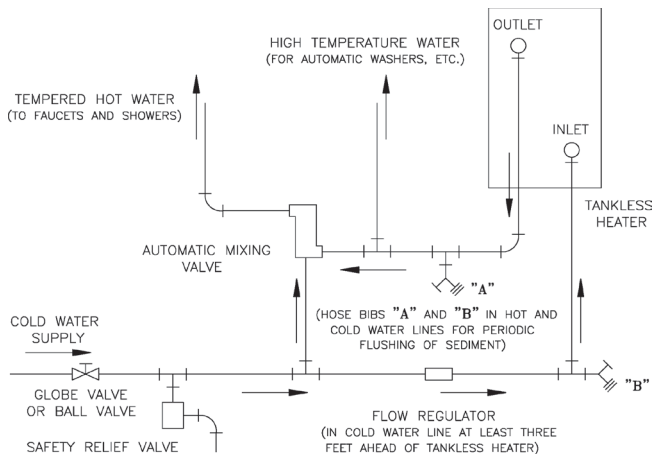 OUTLET
HIGH TEMPERATURE WATER
(FOR AUTOMATIC WASHERS, ETC.)
TEMPERED HOT WATER
(TO FAUCETS AND SHOWERS)
INLET
TANKLESS
HEATER
AUTOMATIC MIXING
VALVE
"A"
(HOSE BIBS "A" AND "B" IN HOT AND
COLD WATER LINES FOR PERIODIC
FLUSHING OF SEDIMENT)
COLD WATER
SUPPLY
GLOBE VALVE
OR BALL VALVE
"B"
FLOW REGULATOR
(IN COLD WATER LINE AT LEAST THREE
FEET AHEAD OF TANKLESS HEATER)
SAFETY RELIEF VALVE